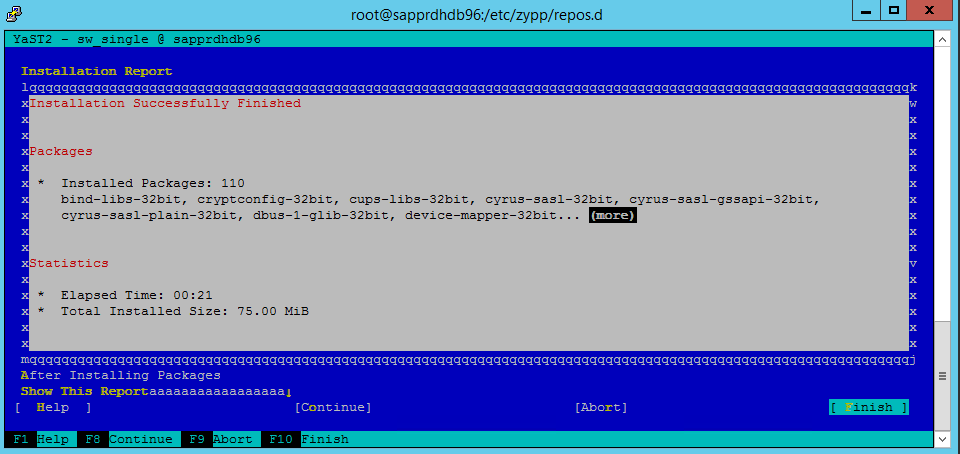 root@sapprdhdb96:/etc/zypp/repos.d
YaST2 - sw_single @ sapprdhdb96
Installation Report
lqqqqqqqqqqqqqqqqqqqqqqqqqqqqqqqqqqqqqqqqqqqqqqqqqqqqqqqqqqqqqqqqqqqqqqqqqqqqqqqqqqqqqqqqqqqqqqqqqqqqqqqqqqqqqqk
xInstallation Successfully Finished w
x x
x x
xPackages x
x x
x * Installed Packages: 110 x
x bind-libs-32bit, cryptconfig-32bit, cups-libs-32bit, cyrus-sasl-32bit, cyrus-sasl-gssapi-32bit, x
x cyrus-sasl-plain-32bit, dbus-1-glib-32bit, device-mapper-32bit... (more) x
x x
x x
xStatistics v
x x
x * Elapsed Time: 00:21 x
x * Total Installed Size: 75.00 MiB x
x x
x x
mqqqqqqqqqqqqqqqqqqqqqqqqqqqqqqqqqqqqqqqqqqqqqqqqqqqqqqqqqqqqqqqqqqqqqqqqqqqqqqqqqqqqqqqqqqqqqqqqqqqqqqqqqqqqqqj
After Installing Packages
Show This Reportaaaaaaaaaaaaaaaaa↓
[ Help ] [Continue] [Abort] [ Finish ]
F1 Help F8 Continue F9 Abort F10 Finish